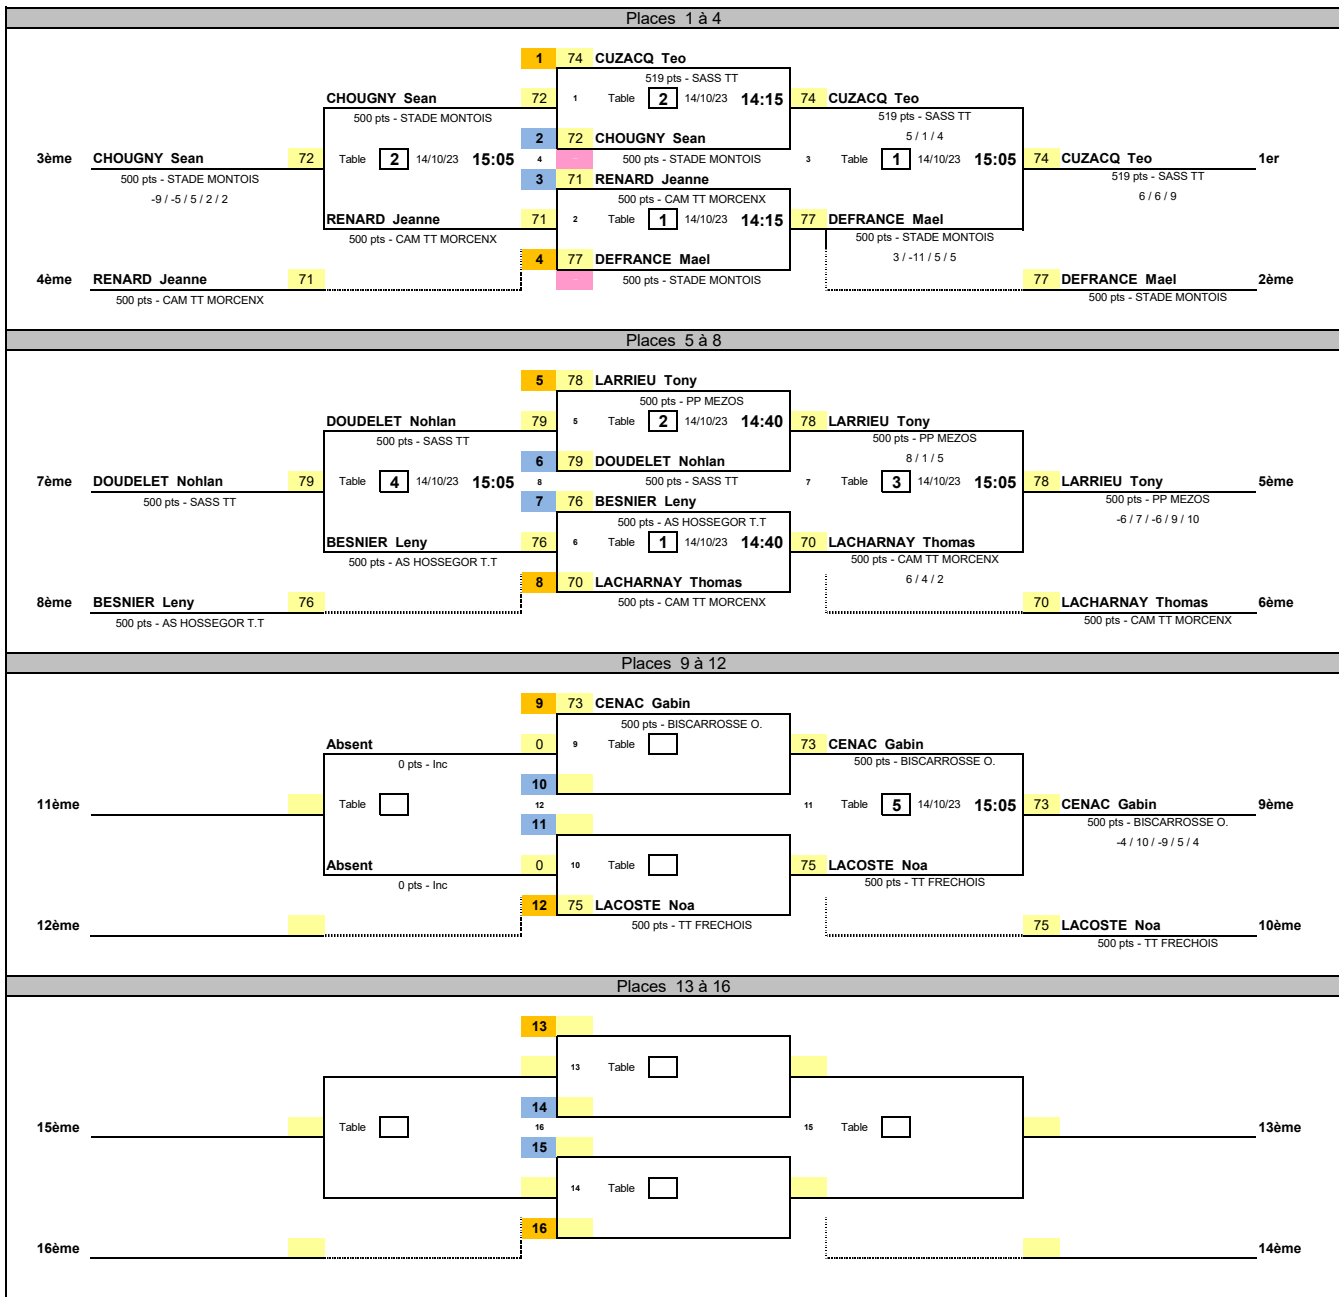 Places 1 à 4
1 74 CUZACQ Teo
519 pts - SASS TT
CHOUGNY Sean 72 1 Table 2 14/10/23 14:15 74 CUZACQ Teo
500 pts - STADE MONTOIS 519 pts - SASS TT
2 72 CHOUGNY Sean 5 / 1 / 4
3ème CHOUGNY Sean 72 Table 2 14/10/23 15:05 4 500 pts - STADE MONTOIS 3 Table 1 14/10/23 15:05 74 CUZACQ Teo 1er
500 pts - STADE MONTOIS 3 71 RENARD Jeanne 519 pts - SASS TT
-9 / -5 / 5 / 2 / 2 500 pts - CAM TT MORCENX 6 / 6 / 9
RENARD Jeanne 71 2 Table 1 14/10/23 14:15 77 DEFRANCE Mael
500 pts - CAM TT MORCENX 500 pts - STADE MONTOIS
4 77 DEFRANCE Mael 3 / -11 / 5 / 5
4ème RENARD Jeanne 71 500 pts - STADE MONTOIS 77 DEFRANCE Mael 2ème
500 pts - CAM TT MORCENX 500 pts - STADE MONTOIS
Places 5 à 8
5 78 LARRIEU Tony
500 pts - PP MEZOS
DOUDELET Nohlan 79 5 Table 2 14/10/23 14:40 78 LARRIEU Tony
500 pts - SASS TT 500 pts - PP MEZOS
6 79 DOUDELET Nohlan 8 / 1 / 5
7ème DOUDELET Nohlan 79 Table 4 14/10/23 15:05 8 500 pts - SASS TT 7 Table 3 14/10/23 15:05 78 LARRIEU Tony 5ème
500 pts - SASS TT 7 76 BESNIER Leny 500 pts - PP MEZOS
500 pts - AS HOSSEGOR T.T -6 / 7 / -6 / 9 / 10
BESNIER Leny 76 6 Table 1 14/10/23 14:40 70 LACHARNAY Thomas
500 pts - AS HOSSEGOR T.T 500 pts - CAM TT MORCENX
8 70 LACHARNAY Thomas 6 / 4 / 2
8ème BESNIER Leny 76 500 pts - CAM TT MORCENX 70 LACHARNAY Thomas 6ème
500 pts - AS HOSSEGOR T.T 500 pts - CAM TT MORCENX
Places 9 à 12
9 73 CENAC Gabin
500 pts - BISCARROSSE O.
Absent 0 9 Table 73 CENAC Gabin
0 pts - Inc 500 pts - BISCARROSSE O.
10
11ème Table 12 11 Table 5 14/10/23 15:05 73 CENAC Gabin 9ème
11 500 pts - BISCARROSSE O.
-4 / 10 / -9 / 5 / 4
Absent 0 10 Table 75 LACOSTE Noa
0 pts - Inc 500 pts - TT FRECHOIS
12 75 LACOSTE Noa
12ème 500 pts - TT FRECHOIS 75 LACOSTE Noa 10ème
500 pts - TT FRECHOIS
Places 13 à 16
13
13 Table
14
15ème Table 16 15 Table 13ème
15
14 Table
16
16ème 14ème